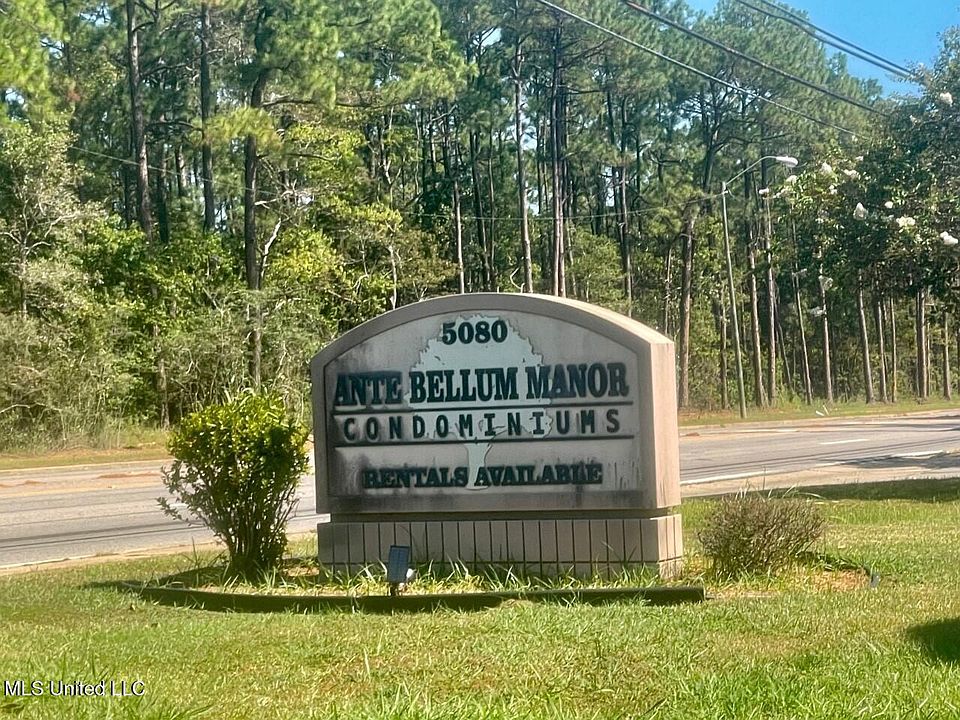 5080
ANTE BELLUM MANOR
CONDOMINIUMS
RENTALS AVAILABLE
MLS United LLC